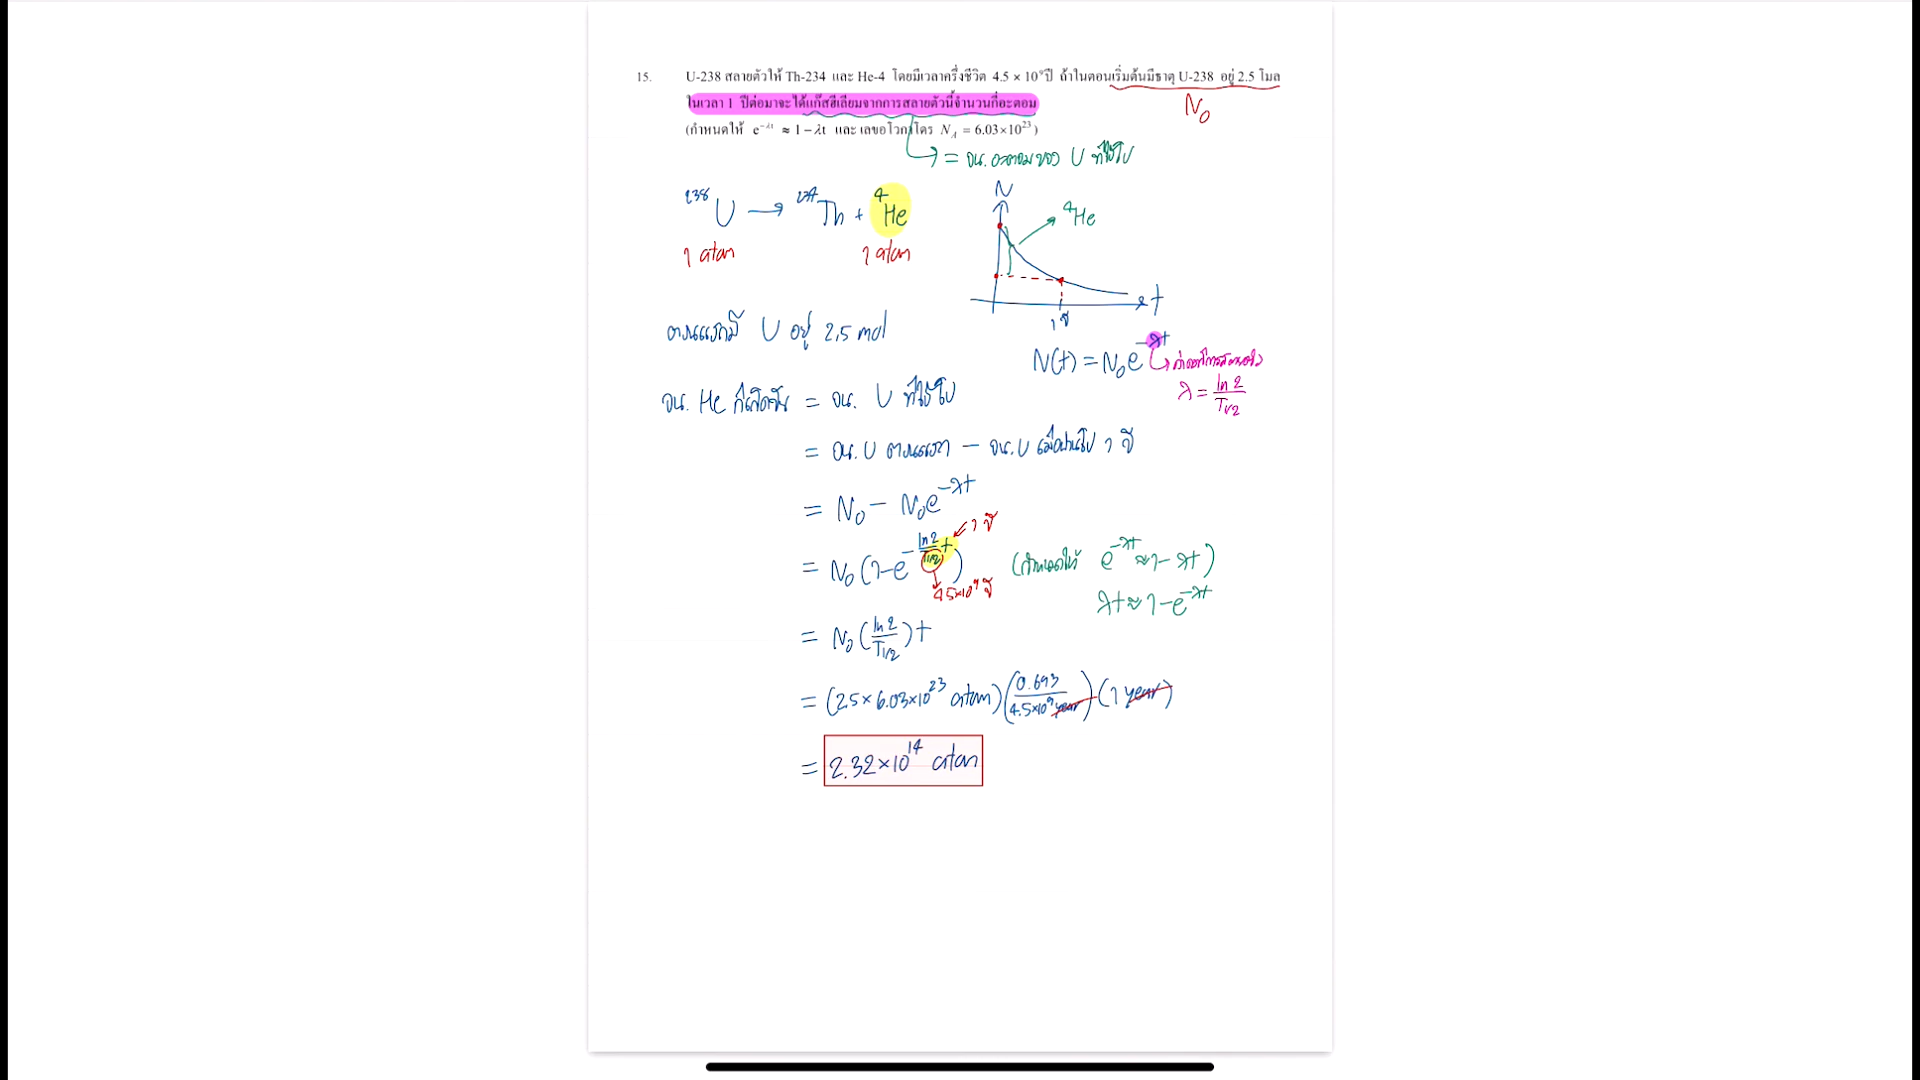 15. U-238 สลายตัวให้ Th-234 และ He-4 โดยมีเวลาครึ่งชีวิต 4.5 × 10⁹ ปี ถ้าในตอนเริ่มต้นมีธาตุ U-238 อยู่ 2.5 โมล
ในเวลา 1 ปีต่อมาจะได้แก๊สฮีเลียมจากการสลายตัวนี้จำนวนกี่อะตอม
N₀
(กำหนดให้ e^(-λt) ≈ 1 – λt และ เลขอโวกาโดร N_A = 6.03×10²³)
= จน. อะตอมของ U ที่ใช้ไป
²³⁸U → ²³⁴Th + ⁴He
1 atom 1 atom
N
⁴He
t
1 ปี
ตอนแรกมี U อยู่ 2.5 mol
N(t) = N₀e^(-λt)
λ = ln 2 / T1/2
จน. He ที่เกิดขึ้น = จน. U ที่ใช้ไป
= จน. U ตอนแรก – จน. U เมื่อผ่านไป 1 ปี
= N₀ – N₀e^(-λt)
= N₀(1–e^(-(ln 2 / T1/2) t))
1 ปี
4.5×10⁹ ปี
(กำหนดให้ e^(-λt) ≈ 1 – λt)
λt ≈ 1 – e^(-λt)
= N₀(ln 2 / T1/2)t
= (2.5 × 6.03×10²³ atom)(0.693 / 4.5×10⁹ year)(1 year)
= 2.32×10¹⁴ atom